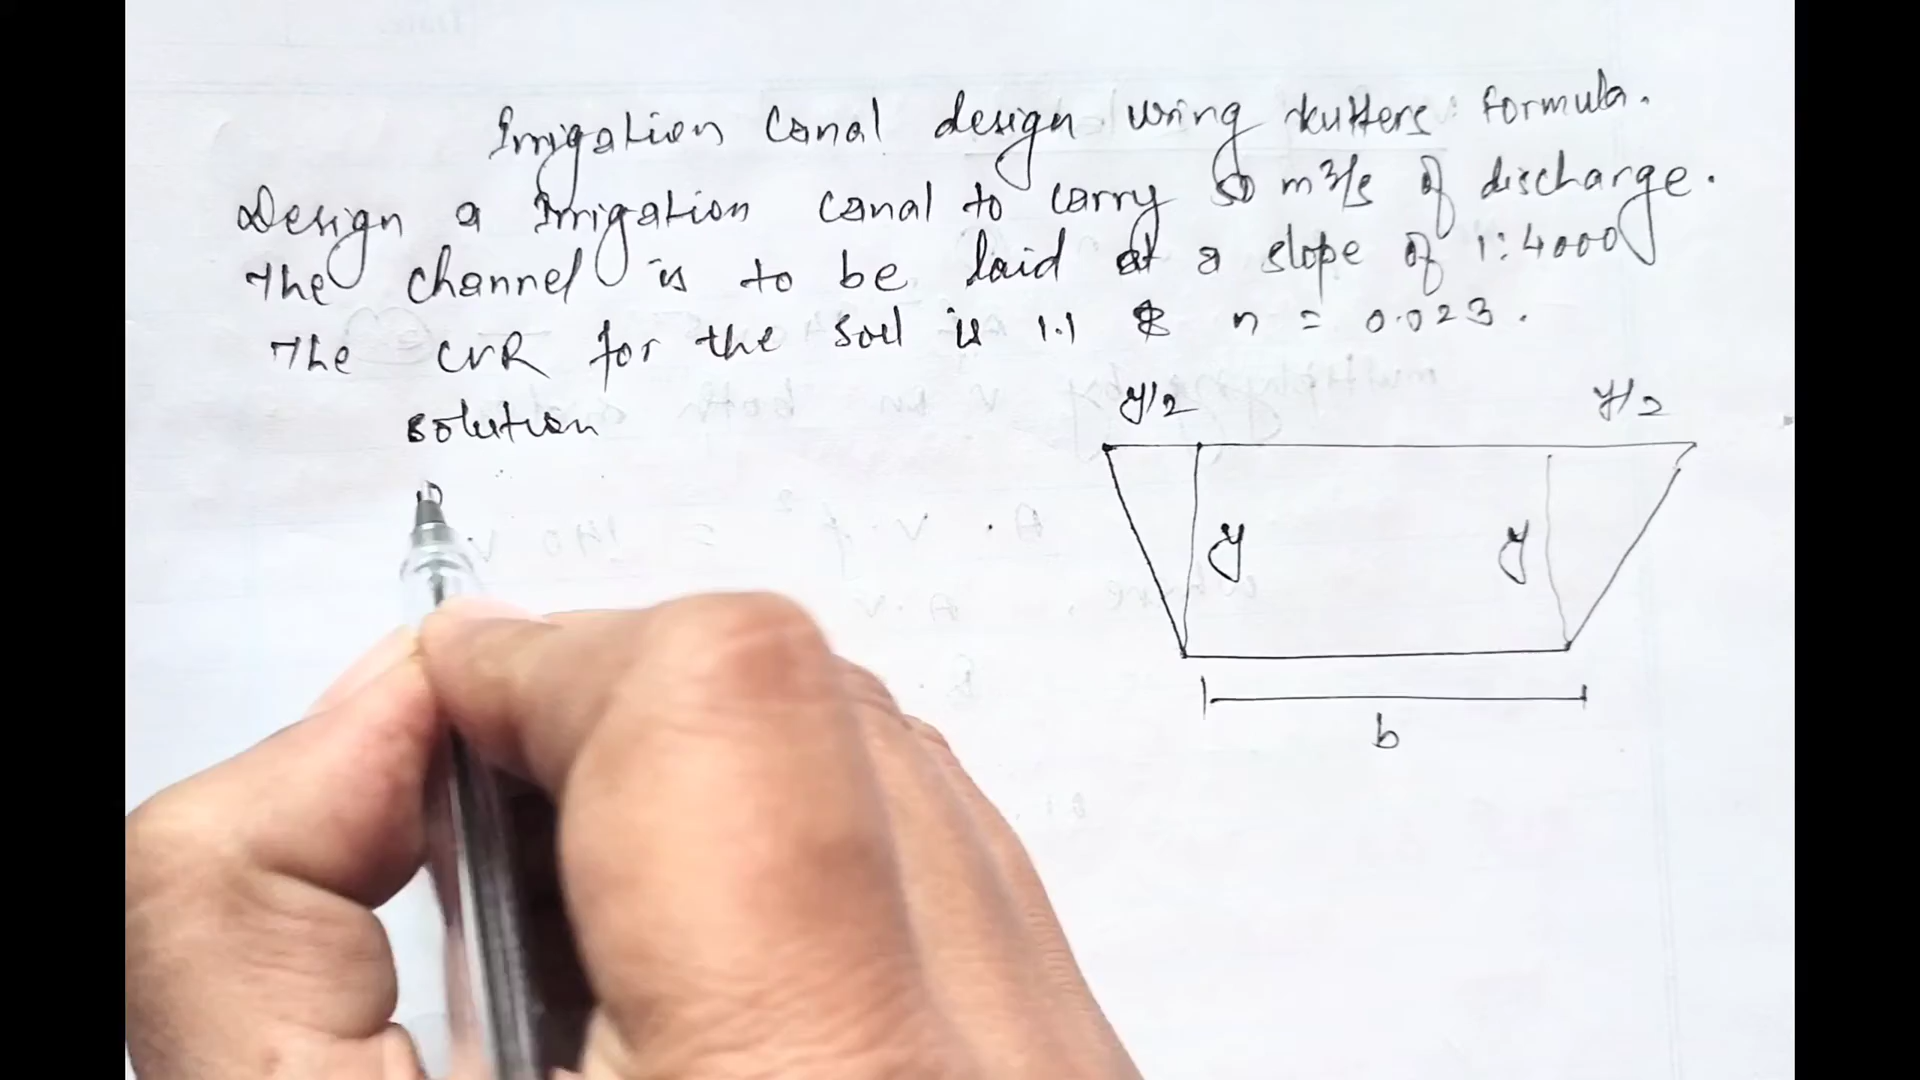 Irrigation Canal design using kutters formula.
Design a Irrigation canal to carry 50 m3/s of discharge.
The channel is to be laid at a slope of 1:4000
The CVR for the soil is 1.1 & n = 0.023.
solution
y/2 y/2
y y
b